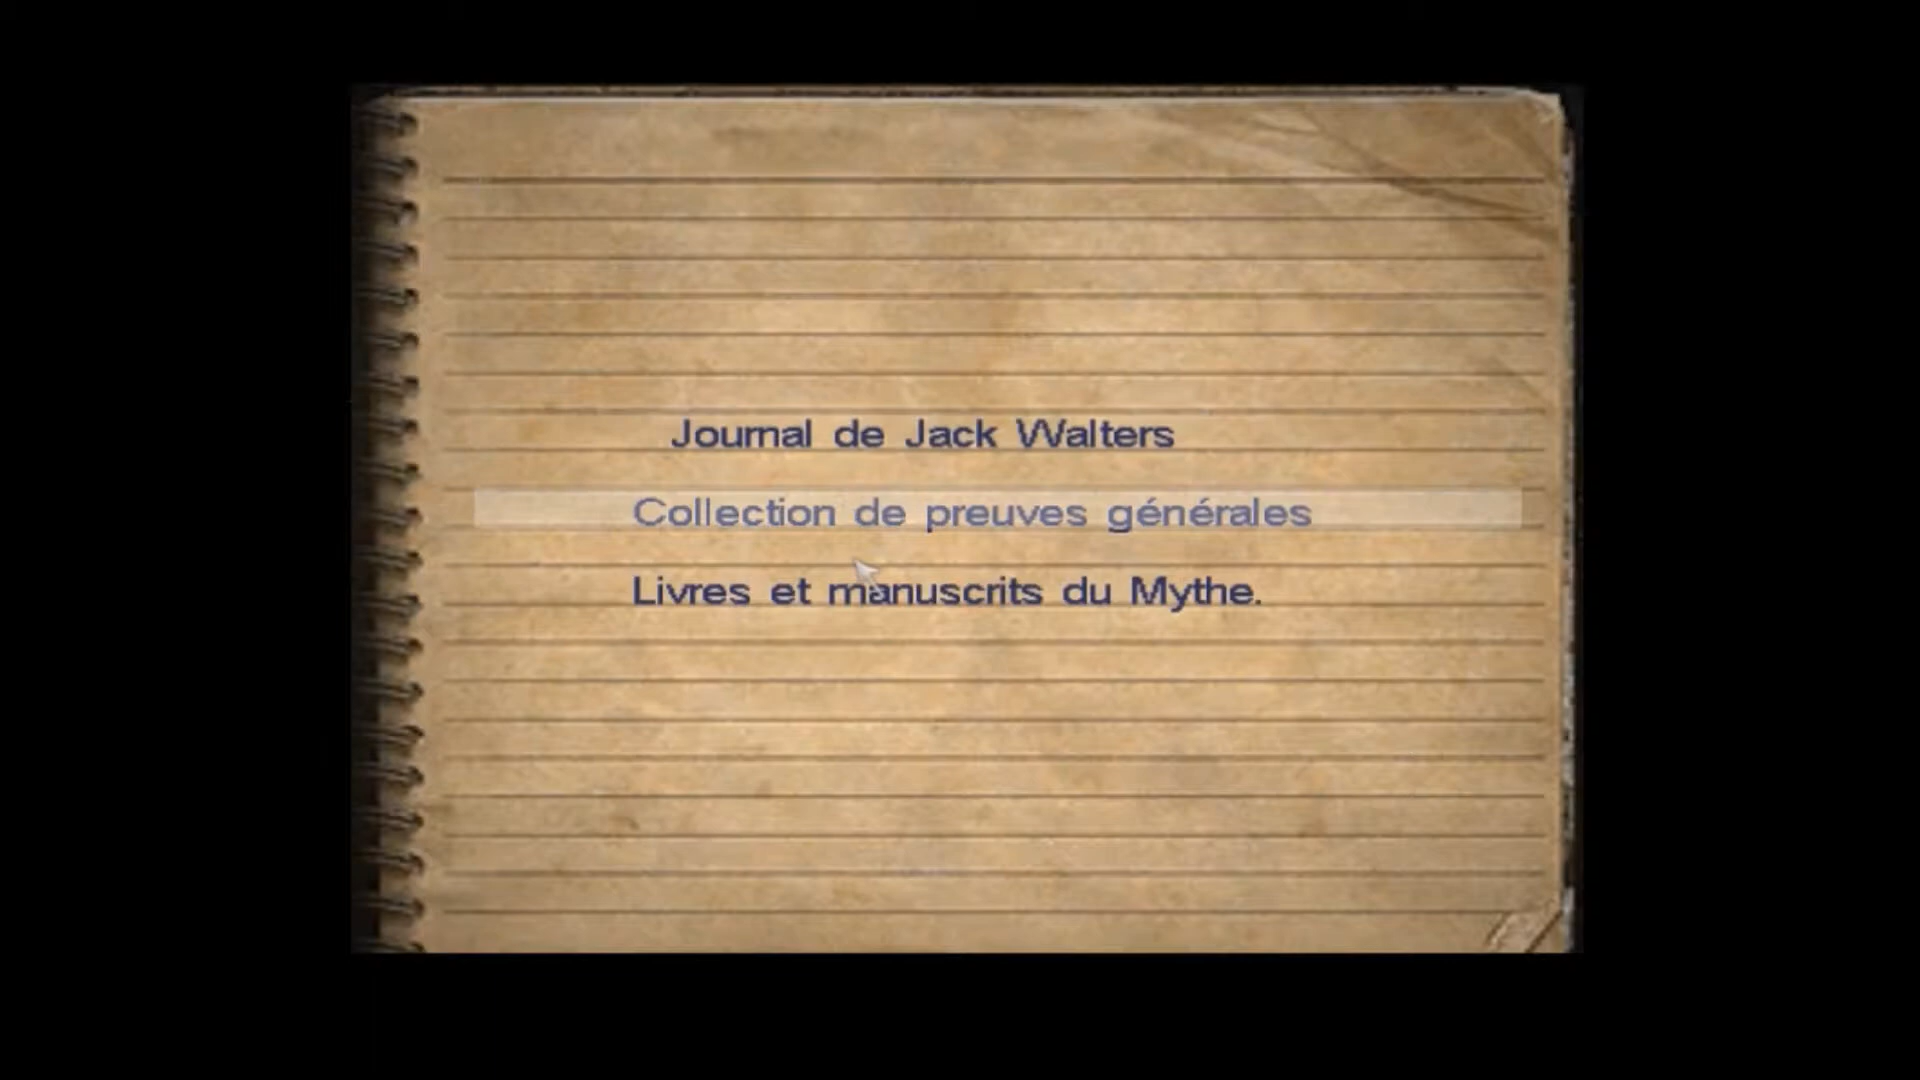 Journal de Jack Walters
Collection de preuves générales
Livres et manuscrits du Mythe.